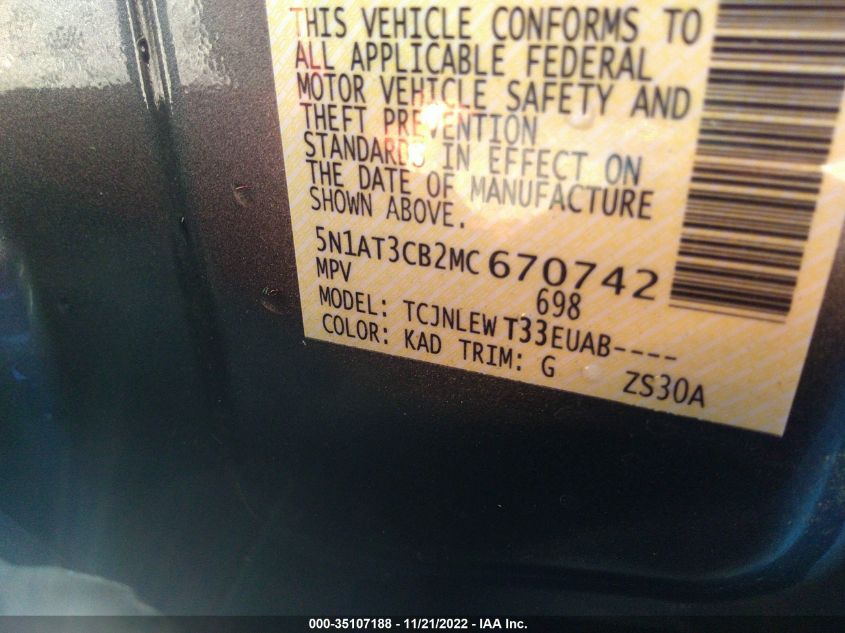 THIS VEHICLE CONFORMS TO
ALL APPLICABLE FEDERAL
MOTOR VEHICLE SAFETY AND
THEFT PREVENTION
STANDARDS IN EFFECT ON
THE DATE OF MANUFACTURE
SHOWN ABOVE.
5N1AT3CB2MC670742
MPV 698
MODEL: TCJNLEWT33EUAB----
COLOR: KAD TRIM: G ZS30A
000-35107188 - 11/21/2022 - IAA Inc.